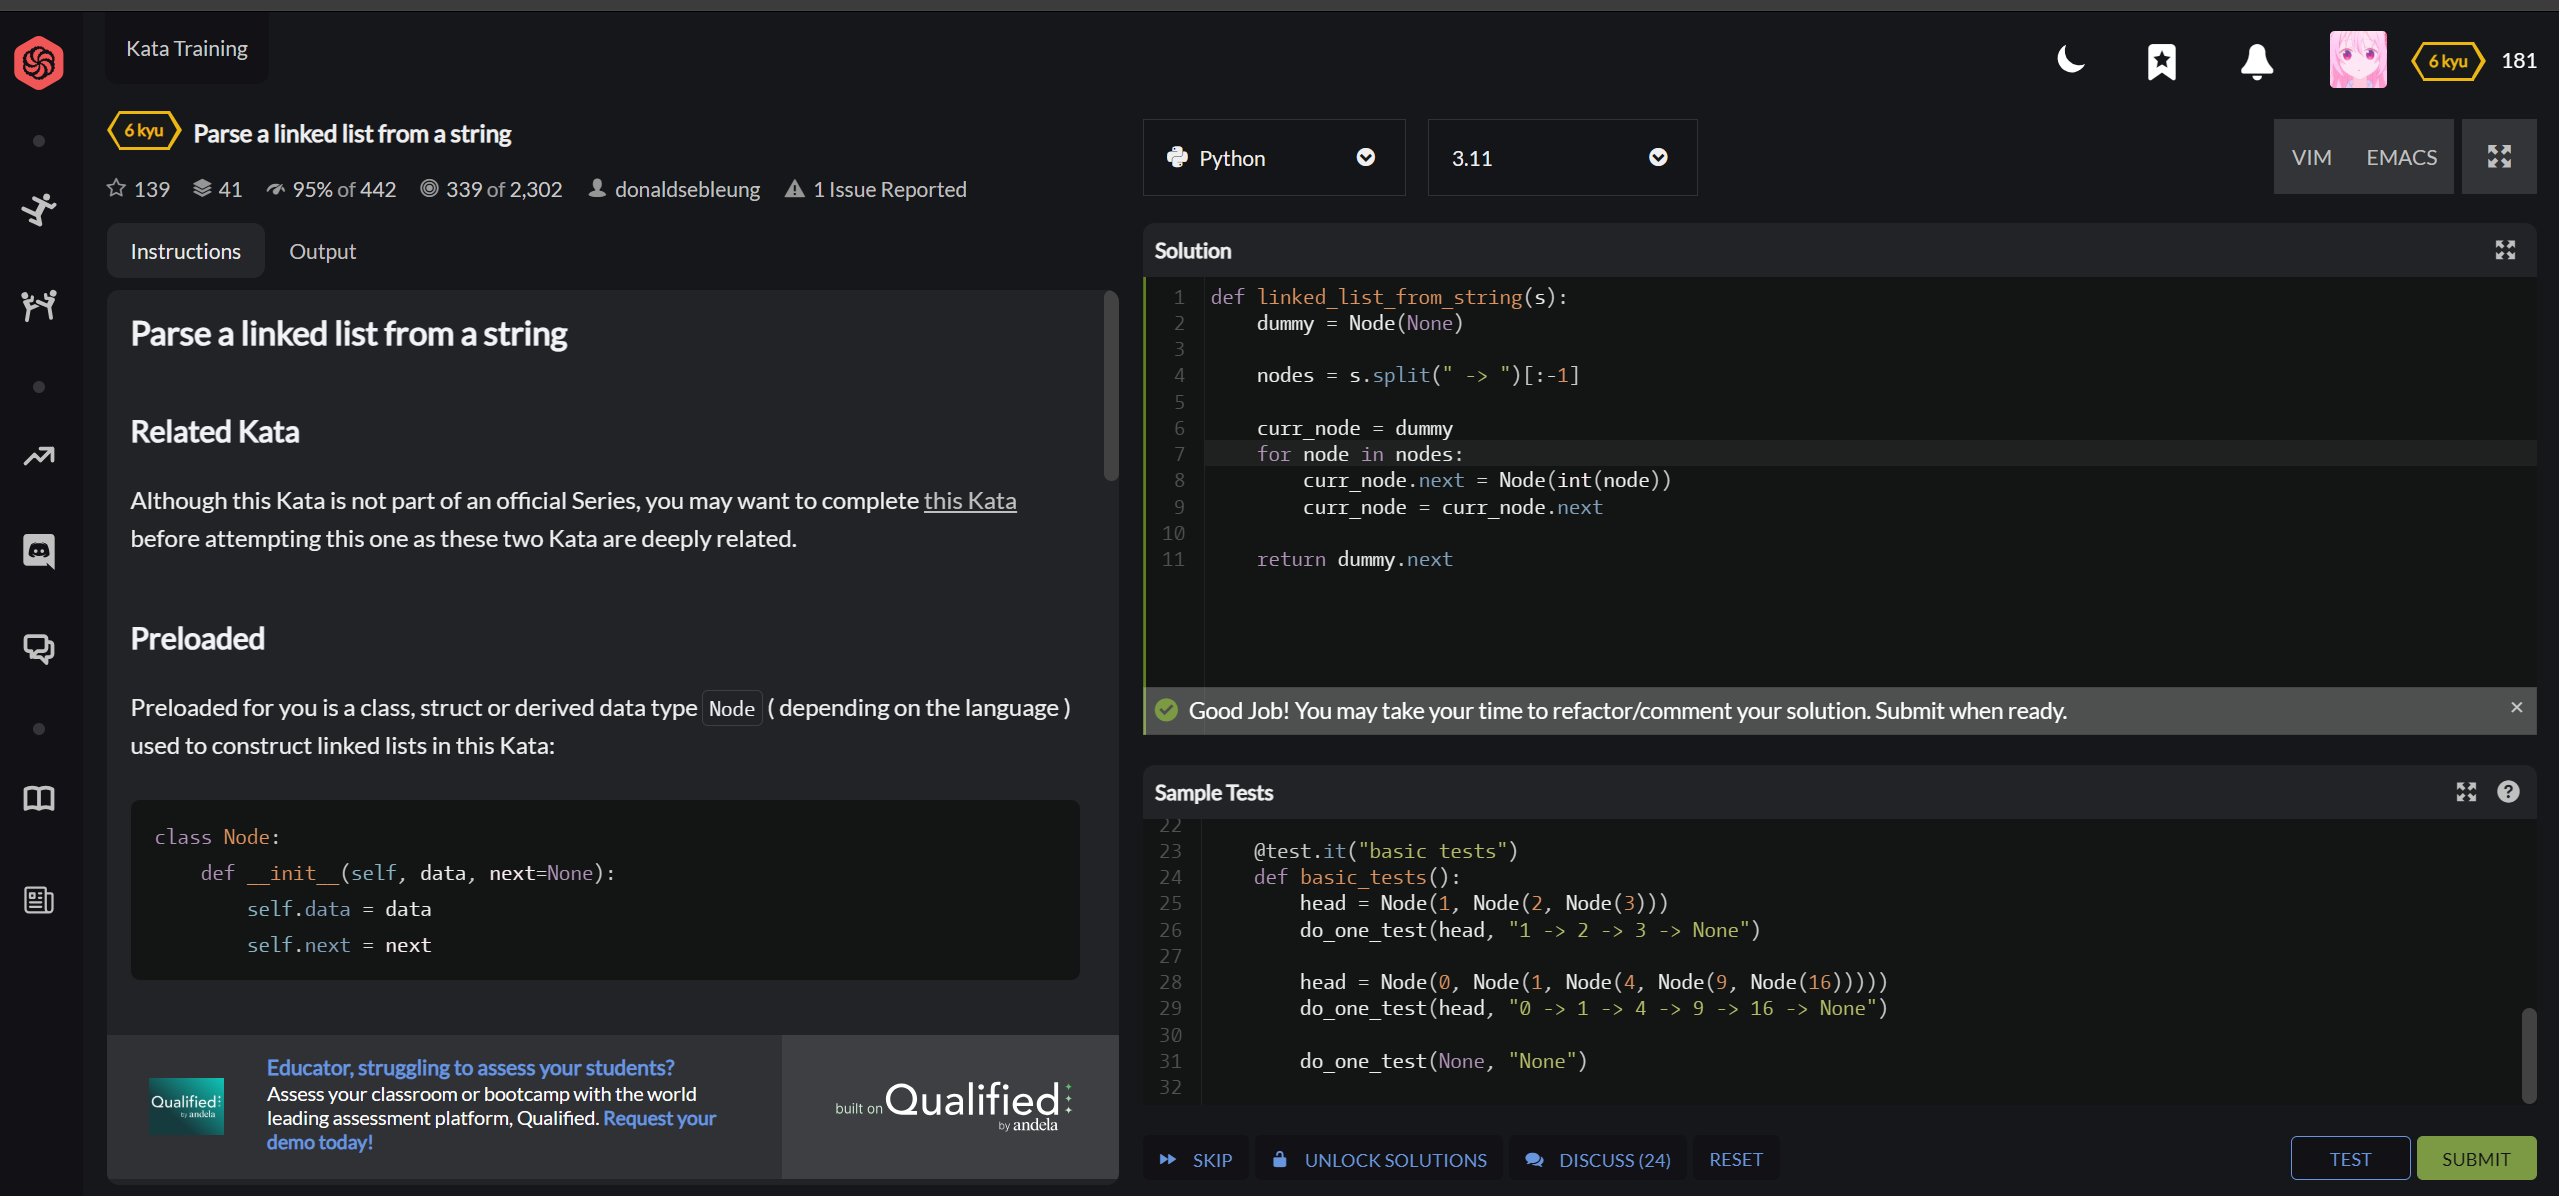 Kata Training
6 kyu 181
6 kyu Parse a linked list from a string
139 41 95% of 442 339 of 2,302 donaldsebleung 1 Issue Reported
Instructions Output
Parse a linked list from a string
Related Kata
Although this Kata is not part of an official Series, you may want to complete this Kata
before attempting this one as these two Kata are deeply related.
Preloaded
Preloaded for you is a class, struct or derived data type Node ( depending on the language )
used to construct linked lists in this Kata:
class Node:
    def __init__(self, data, next=None):
        self.data = data
        self.next = next
Qualified
by andela
Educator, struggling to assess your students?
Assess your classroom or bootcamp with the world
leading assessment platform, Qualified. Request your
demo today!
built on Qualified
by andela
Python 3.11 VIM EMACS
Solution
1 def linked_list_from_string(s):
2     dummy = Node(None)
3
4     nodes = s.split(" -> ")[:-1]
5
6     curr_node = dummy
7     for node in nodes:
8         curr_node.next = Node(int(node))
9         curr_node = curr_node.next
10
11     return dummy.next
Good Job! You may take your time to refactor/comment your solution. Submit when ready.
Sample Tests
22
23     @test.it("basic tests")
24     def basic_tests():
25         head = Node(1, Node(2, Node(3)))
26         do_one_test(head, "1 -> 2 -> 3 -> None")
27
28         head = Node(0, Node(1, Node(4, Node(9, Node(16)))))
29         do_one_test(head, "0 -> 1 -> 4 -> 9 -> 16 -> None")
30
31         do_one_test(None, "None")
32
SKIP UNLOCK SOLUTIONS DISCUSS (24) RESET TEST SUBMIT